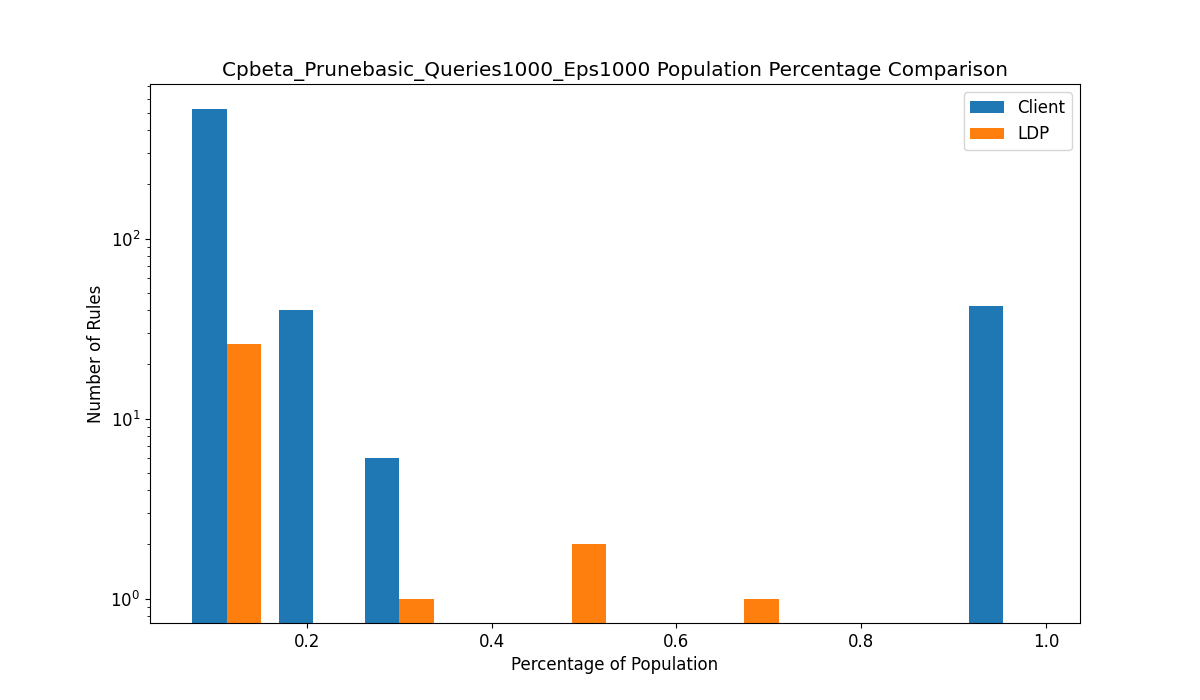 Cpbeta_Prunebasic_Queries1000_Eps1000 Population Percentage Comparison
Client
LDP
Number of Rules
10²
10¹
10⁰
0.2 0.4 0.6 0.8 1.0
Percentage of Population